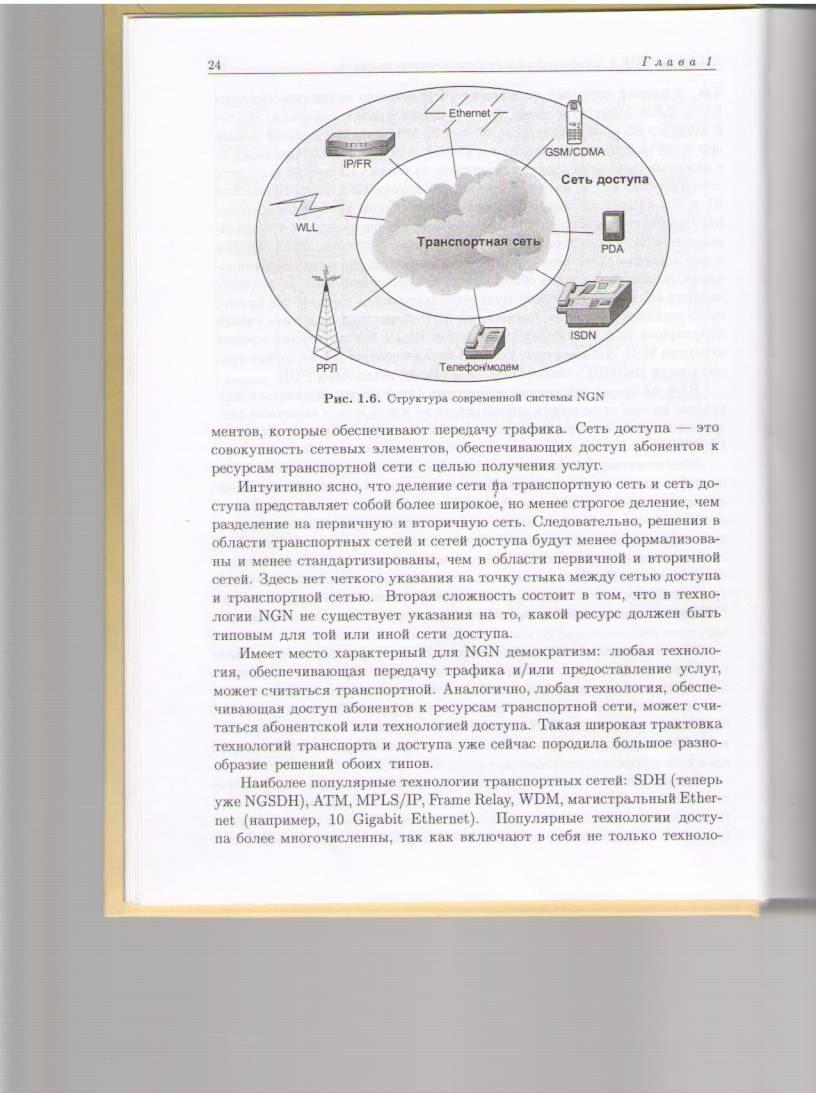 24
Глава 1
Ethernet
GSM/CDMA
IP/FR
Сеть доступа
WLL
Транспортная сеть
PDA
ISDN
РРЛ
Телефон/модем
Рис. 1.6. Структура современной системы NGN
ментов, которые обеспечивают передачу трафика. Сеть доступа — это
совокупность сетевых элементов, обеспечивающих доступ абонентов к
ресурсам транспортной сети с целью получения услуг.
Интуитивно ясно, что деление сети на транспортную сеть и сеть до-
ступа представляет собой более широкое, но менее строгое деление, чем
разделение на первичную и вторичную сеть. Следовательно, решения в
области транспортных сетей и сетей доступа будут менее формализова-
ны и менее стандартизированы, чем в области первичной и вторичной
сетей. Здесь нет четкого указания на точку стыка между сетью доступа
и транспортной сетью. Вторая сложность состоит в том, что в техно-
логии NGN не существует указания на то, какой ресурс должен быть
типовым для той или иной сети доступа.
Имеет место характерный для NGN демократизм: любая техноло-
гия, обеспечивающая передачу трафика и/или предоставление услуг,
может считаться транспортной. Аналогично, любая технология, обеспе-
чивающая доступ абонентов к ресурсам транспортной сети, может счи-
таться абонентской или технологией доступа. Такая широкая трактовка
технологий транспорта и доступа уже сейчас породила большое разно-
образие решений обоих типов.
Наиболее популярные технологии транспортных сетей: SDH (теперь
уже NGSDH), ATM, MPLS/IP, Frame Relay, WDM, магистральный Ether-
net (например, 10 Gigabit Ethernet). Популярные технологии досту-
па более многочисленны, так как включают в себя не только техноло-